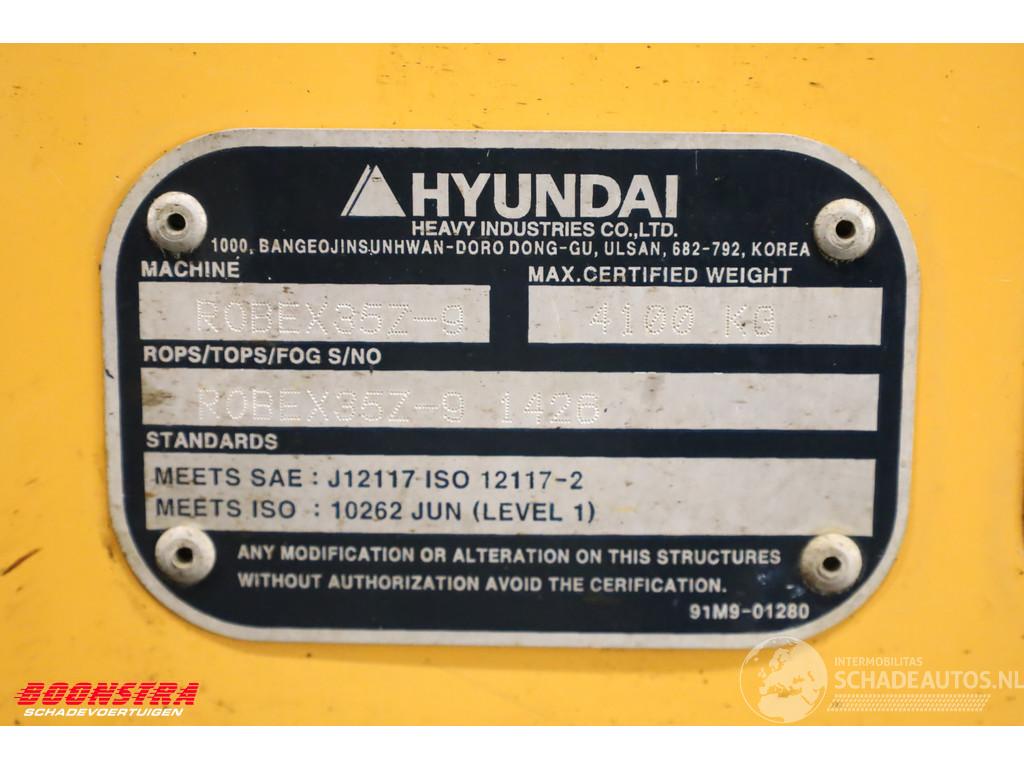 HYUNDAI
HEAVY INDUSTRIES CO.,LTD.
1000, BANGEOJINSUNHWAN-DORO DONG-GU, ULSAN, 682-792, KOREA
MACHINE
MAX.CERTIFIED WEIGHT
ROBEX35Z-9
4100 KG
ROPS/TOPS/FOG S/NO
ROBEX35Z-9 1426
STANDARDS
MEETS SAE : J12117 ISO 12117-2
MEETS ISO : 10262 JUN (LEVEL 1)
ANY MODIFICATION OR ALTERATION ON THIS STRUCTURES
WITHOUT AUTHORIZATION AVOID THE CERIFICATION.
91M9-01280
BOONSTRA
SCHADEVOERTUIGEN
INTERMOBILITAS
SCHADEAUTOS.NL